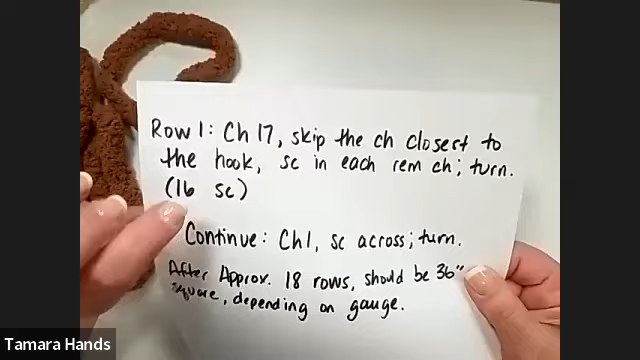 Row 1: Ch 17, skip the ch closest to
the hook, sc in each rem ch; turn.
(16 sc)
Continue: Ch1, sc across; turn.
After Approx. 18 rows, should be 36"
square, depending on gauge.
Tamara Hands